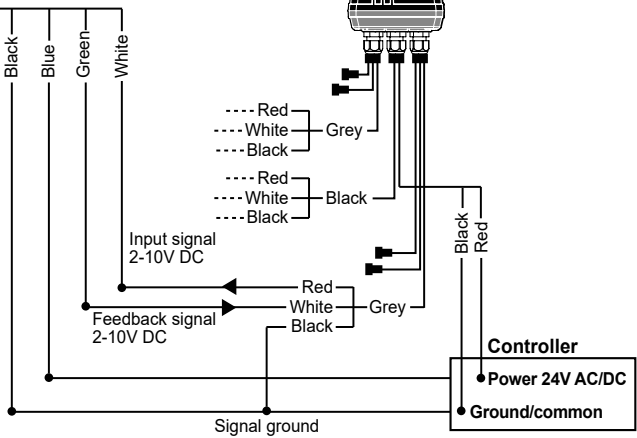 Black
Blue
Green
White
Red
White
Black
Grey
Red
White
Black
Black
Black
Red
Input signal
2-10V DC
Feedback signal
2-10V DC
Red
White
Black
Grey
Controller
Power 24V AC/DC
Ground/common
Signal ground